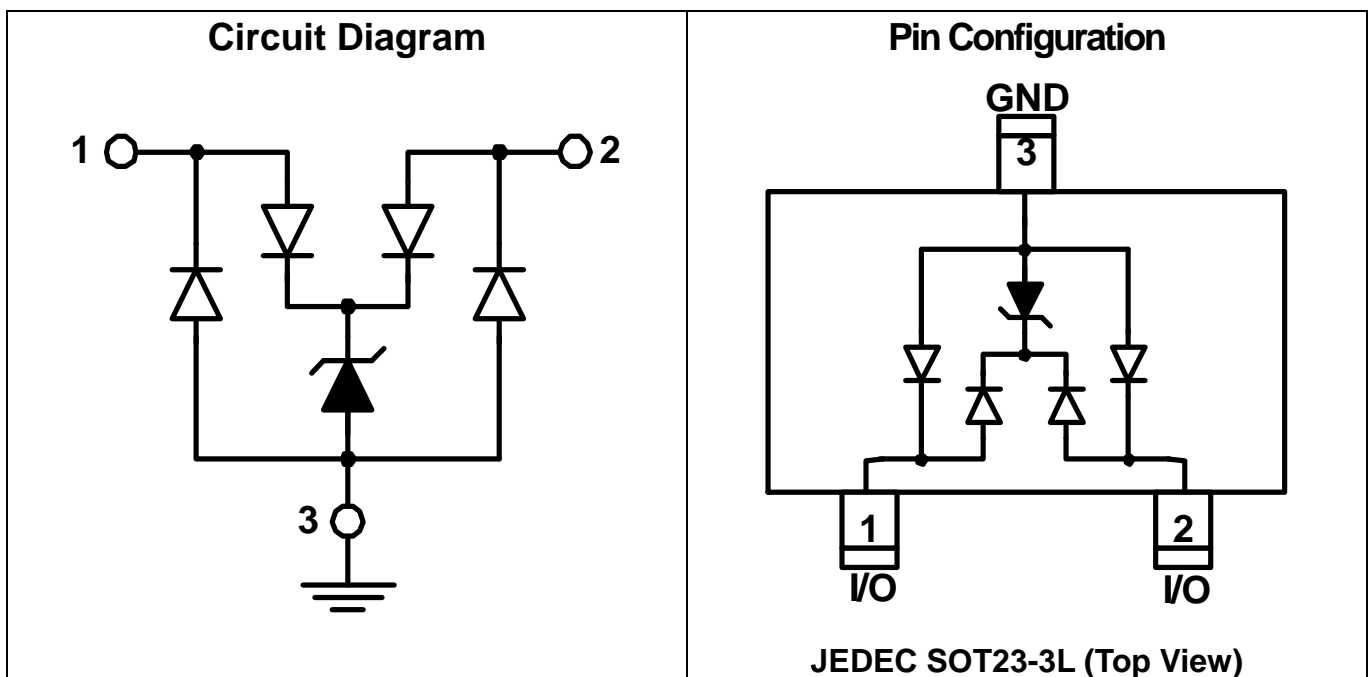 Circuit Diagram
1
2
3
Pin Configuration
GND
3
1
2
I/O
I/O
JEDEC SOT23-3L (Top View)